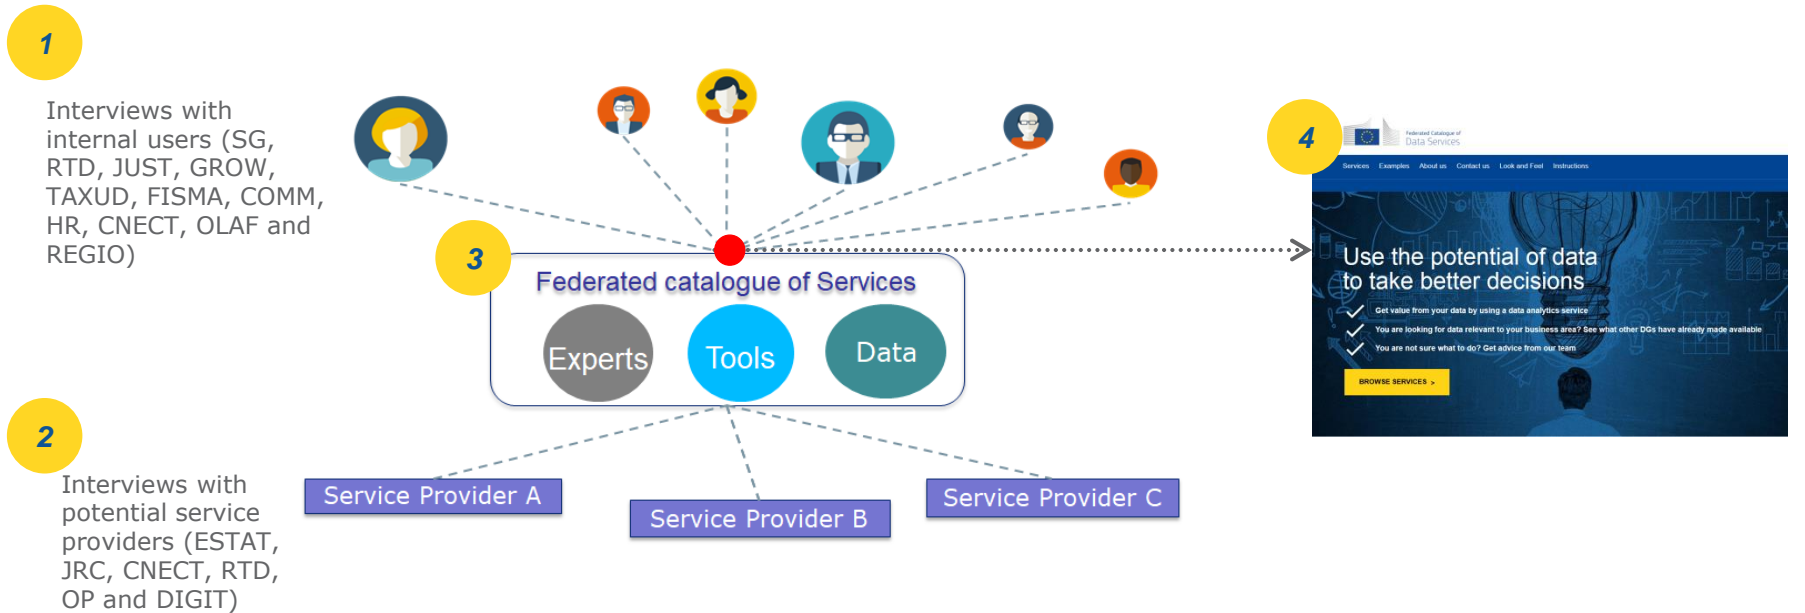 1
Interviews with
internal users (SG,
RTD, JUST, GROW,
TAXUD, FISMA, COMM,
HR, CNECT, OLAF and
REGIO)
2
Interviews with
potential service
providers (ESTAT,
JRC, CNECT, RTD,
OP and DIGIT)
3
Federated catalogue of Services
Experts
Tools
Data
Service Provider A
Service Provider B
Service Provider C
4
Federated Catalogue of
Data Services
Services Examples About us Contact us Look and Feel Instructions
Use the potential of data
to take better decisions
Get value from your data by using a data analytics service
You are looking for data relevant to your business area? See what other DGs have already made available
You are not sure what to do? Get advice from our team
BROWSE SERVICES >